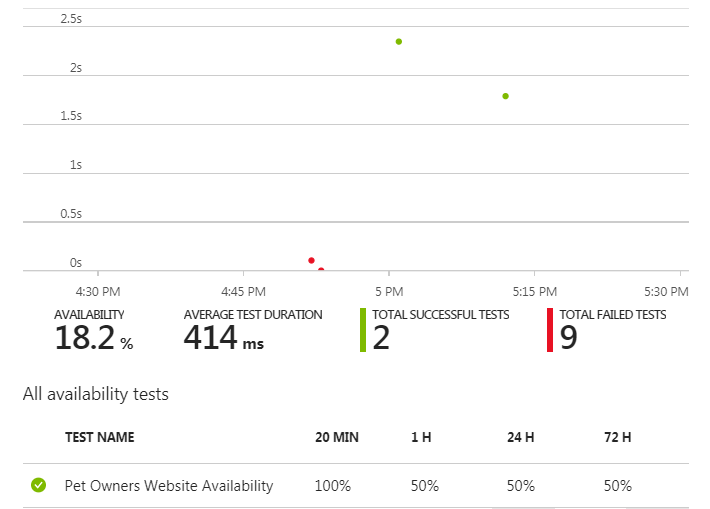 2.5s
2s
1.5s
1s
0.5s
0s
4:30 PM 4:45 PM 5 PM 5:15 PM 5:30 PM
AVAILABILITY AVERAGE TEST DURATION TOTAL SUCCESSFUL TESTS TOTAL FAILED TESTS
18.2 % 414 ms 2 9
All availability tests
TEST NAME 20 MIN 1 H 24 H 72 H
Pet Owners Website Availability 100% 50% 50% 50%